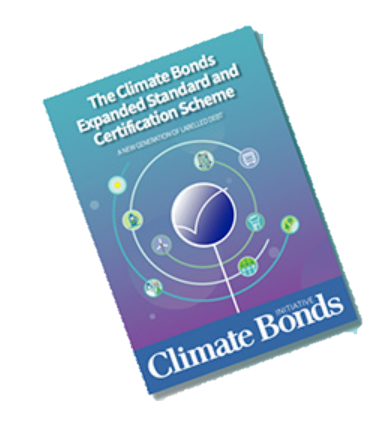 The Climate Bonds
Expanded Standard and
Certification Scheme
A NEW GENERATION OF LABELLED DEBT
INITIATIVE
Climate Bonds